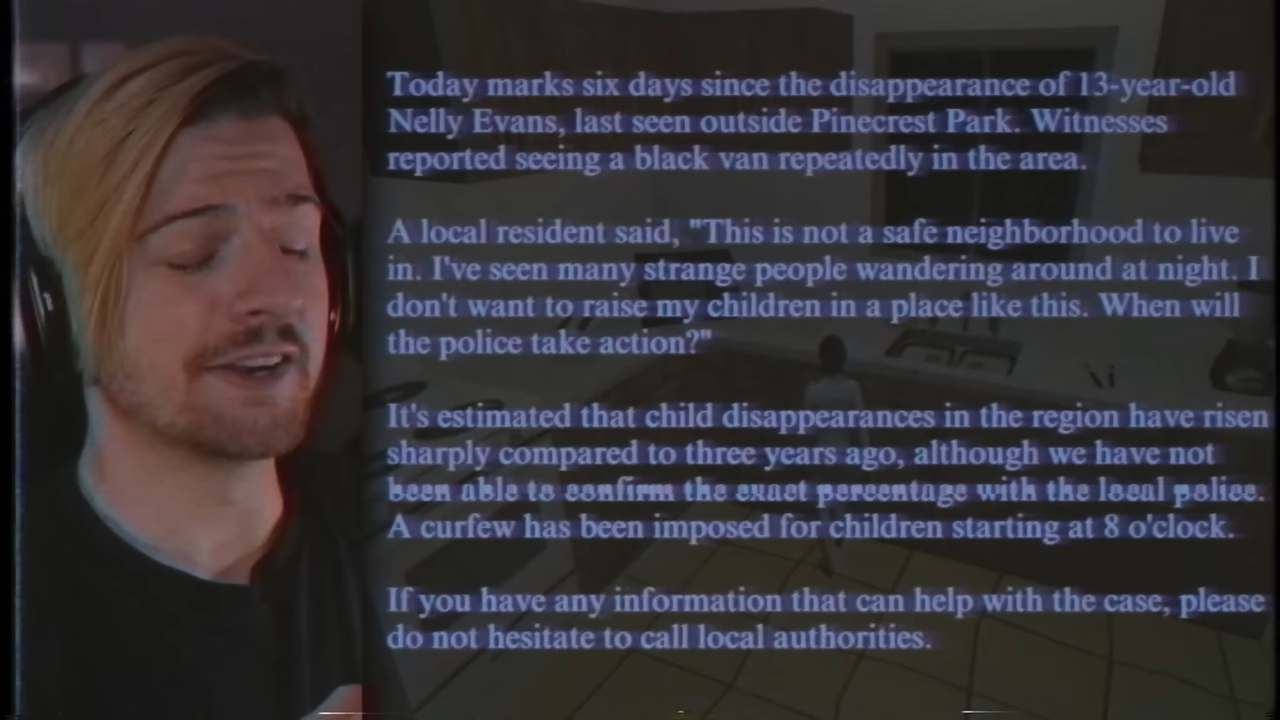 Today marks six days since the disappearance of 13-year-old
Nelly Evans, last seen outside Pinecrest Park. Witnesses
reported seeing a black van repeatedly in the area.
A local resident said, "This is not a safe neighborhood to live
in. I've seen many strange people wandering around at night. I
don't want to raise my children in a place like this. When will
the police take action?"
It's estimated that child disappearances in the region have risen
sharply compared to three years ago, although we have not
been able to confirm the exact percentage with the local police.
A curfew has been imposed for children starting at 8 o'clock.
If you have any information that can help with the case, please
do not hesitate to call local authorities.